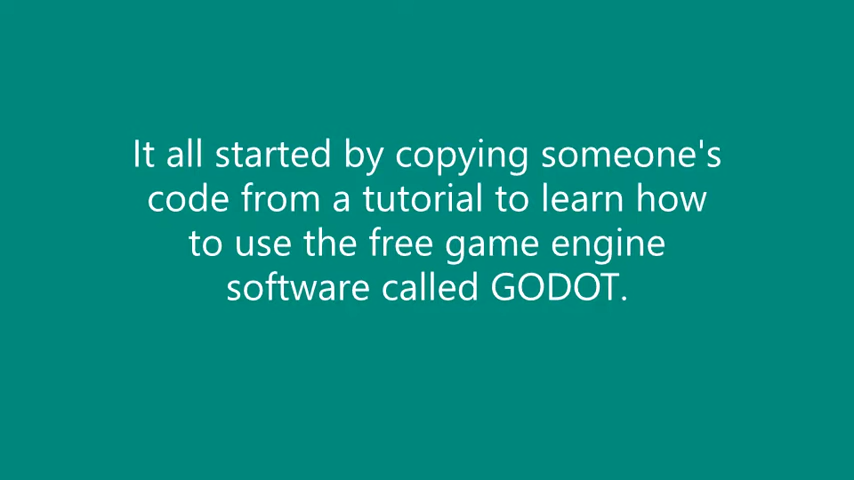 It all started by copying someone's
code from a tutorial to learn how
to use the free game engine
software called GODOT.